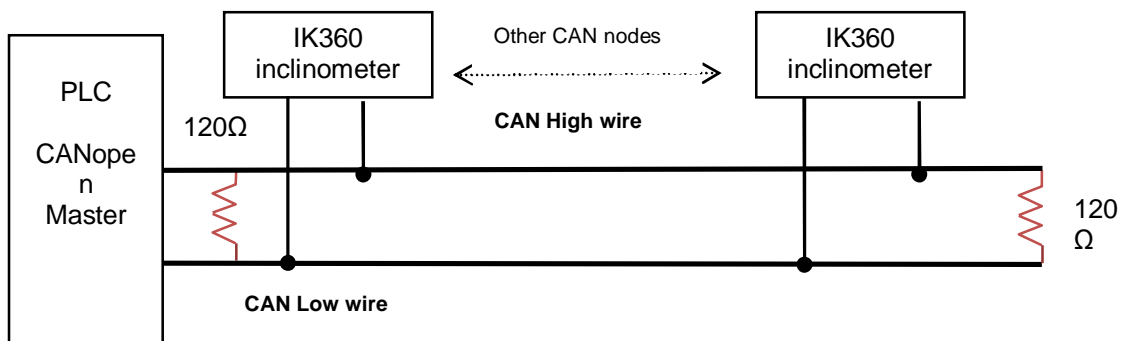 IK360
inclinometer
Other CAN nodes
IK360
inclinometer
PLC
CANope
n
Master
120Ω
CAN High wire
120
Ω
CAN Low wire